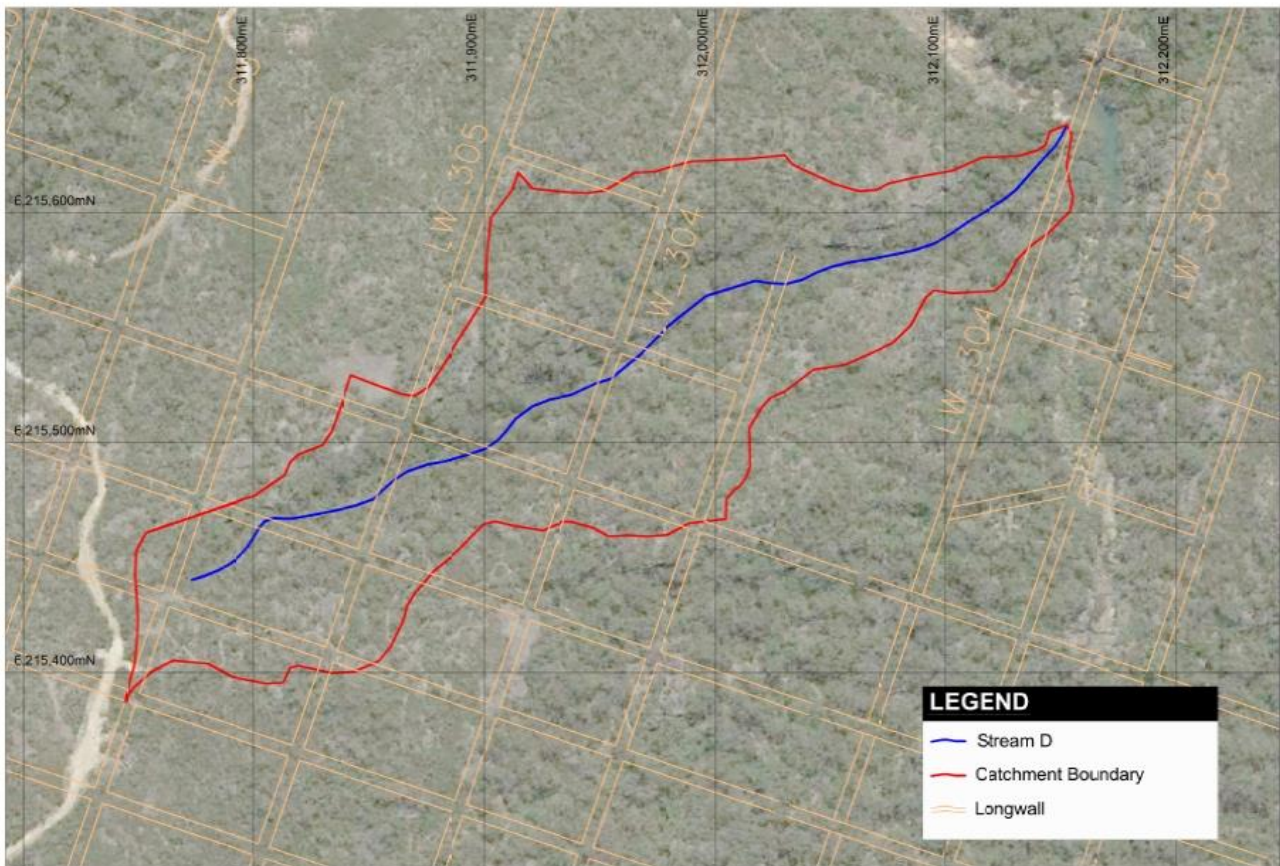 311,800mE
311,900mE
312,000mE
312,100mE
312,200mE
LW 305
LW 303
6,215,600mN
LW 304
6,215,500mN
LW 304
6,215,400mN
LEGEND
Stream D
Catchment Boundary
Longwall